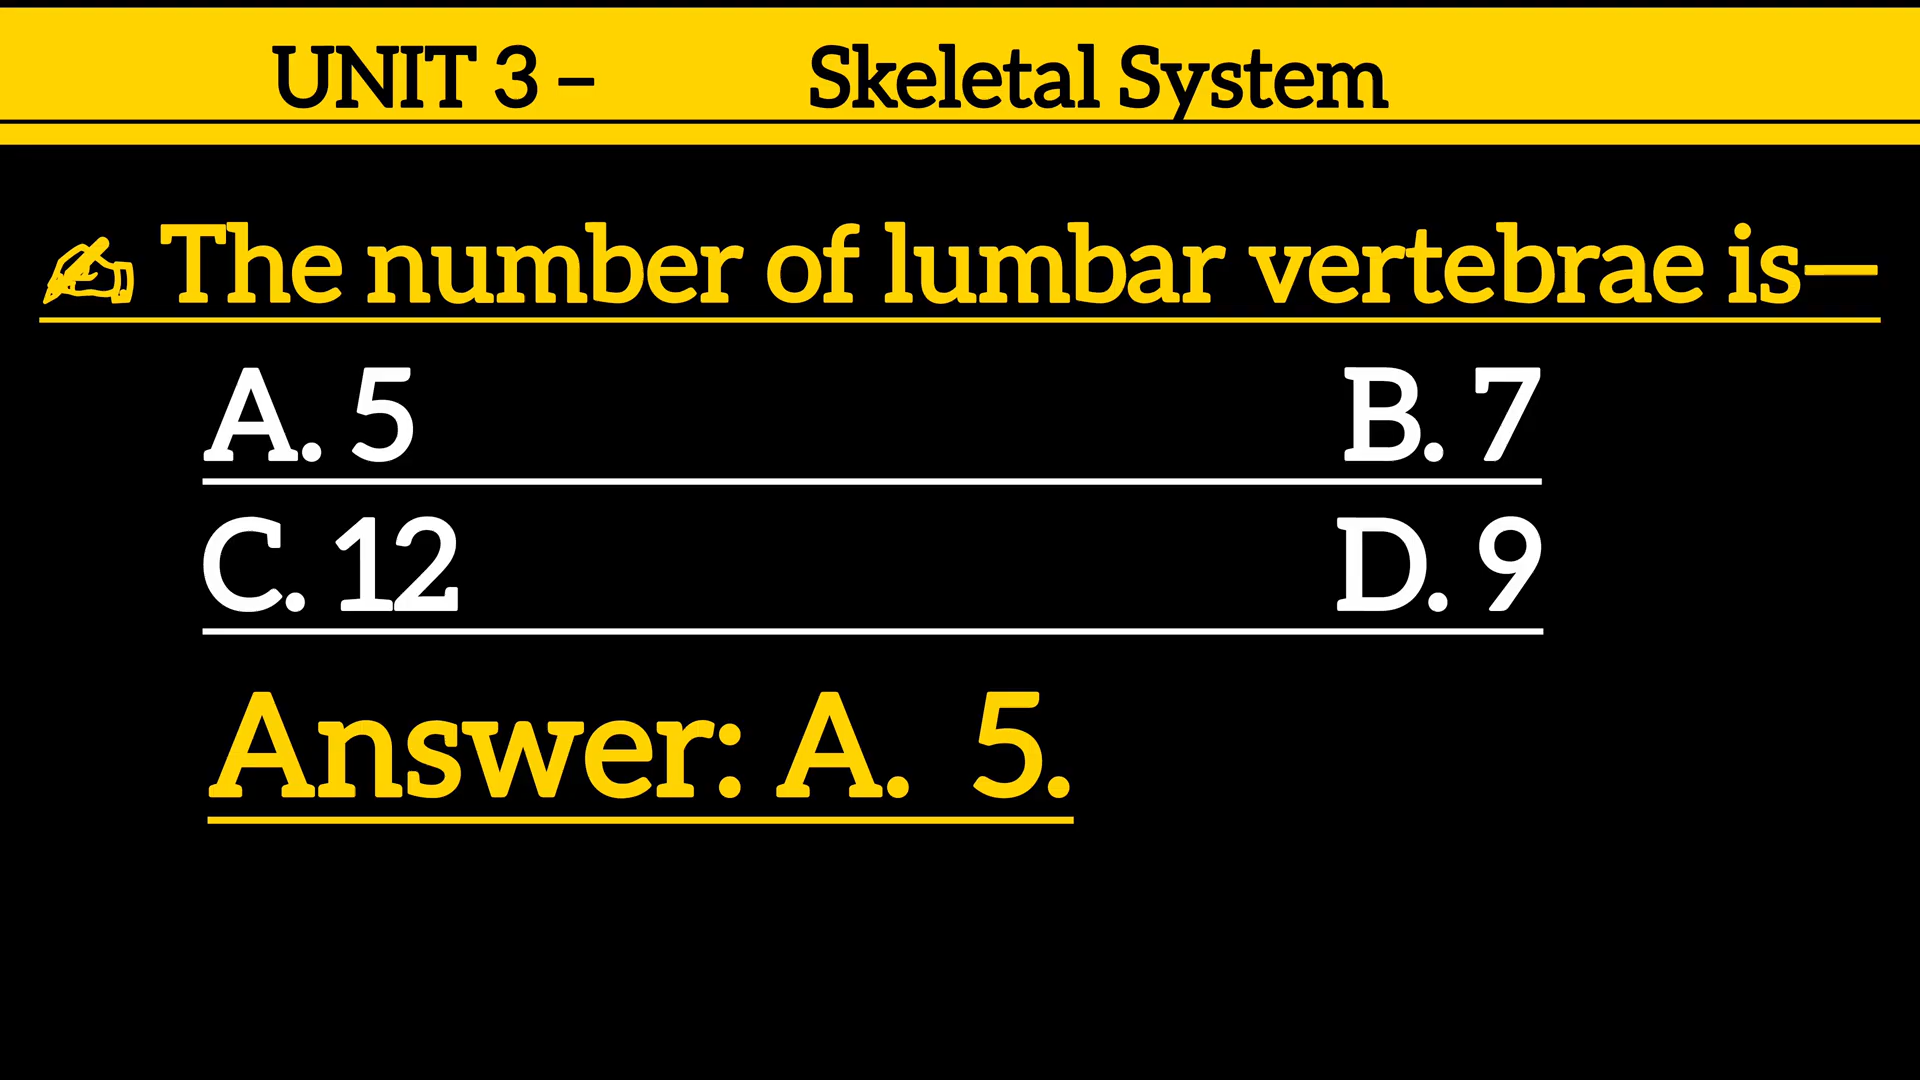 UNIT 3 – Skeletal System
✍ The number of lumbar vertebrae is—
A. 5 B. 7
C. 12 D. 9
Answer: A. 5.